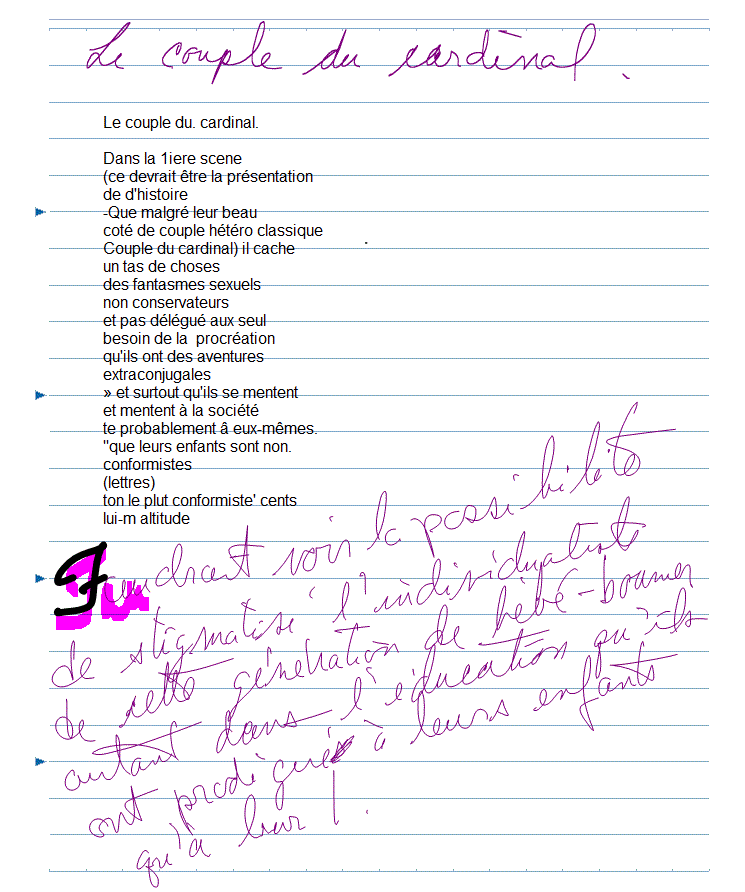 Le couple du cardinal.
Le couple du. cardinal.
Dans la 1iere scene
(ce devrait être la présentation
de d'histoire
-Que malgré leur beau
coté de couple hétéro classique
Couple du cardinal) il cache
un tas de choses
des fantasmes sexuels
non conservateurs
et pas délégué aux seul
besoin de la  procréation
qu'ils ont des aventures
extraconjugales
» et surtout qu'ils se mentent
et mentent à la société
te probablement â eux-mêmes.
"que leurs enfants sont non.
conformistes
(lettres)
ton le plut conformiste' cents
lui-m altitude
voir la possibilité
de stigmatisé l'individualiste
de cette génération de bébé-boumer
autant dans l'éducation qu'ils
ont prodigués à leurs enfants
qu'à leur !.